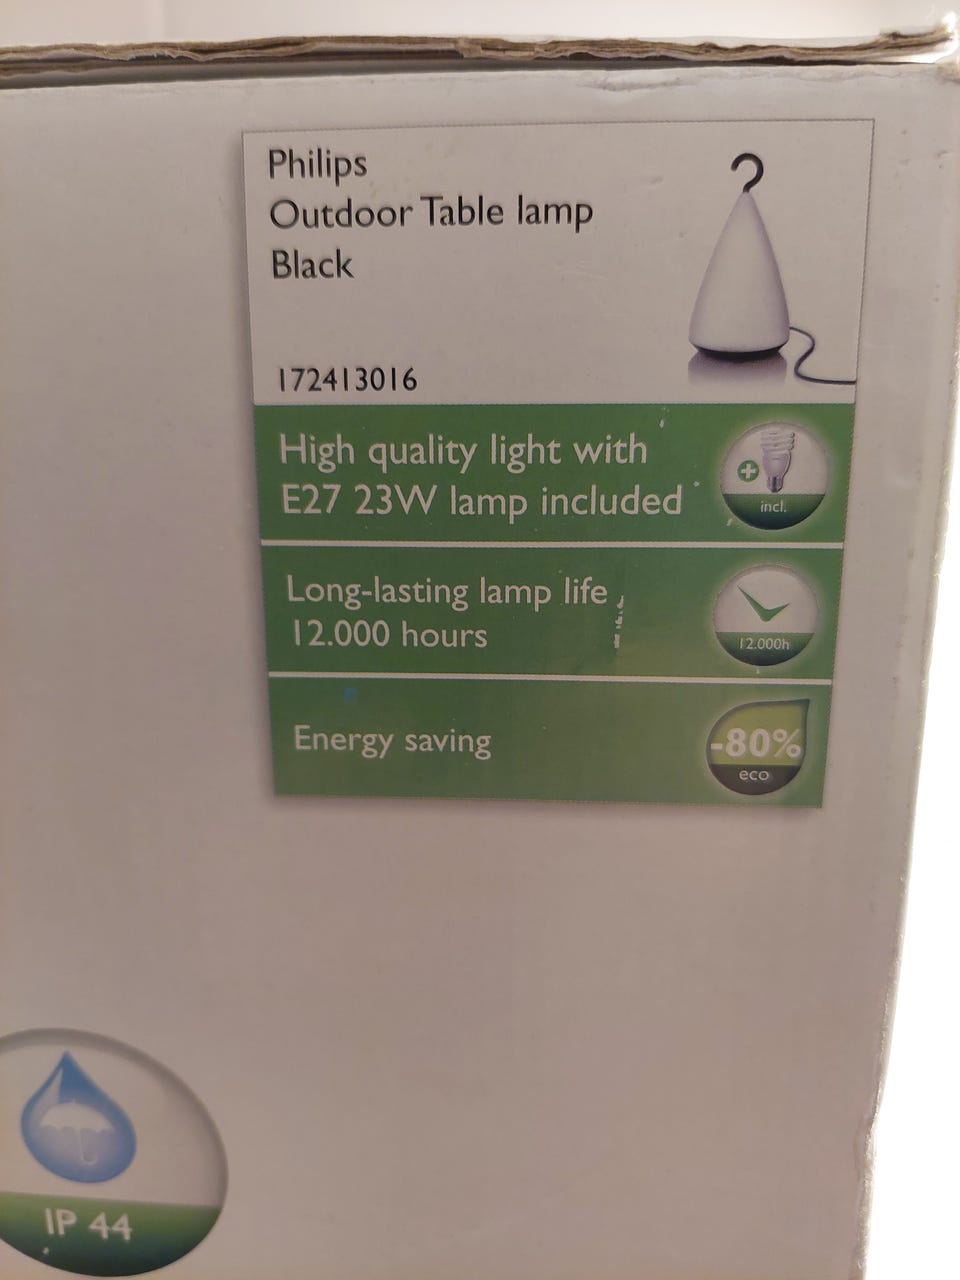 Philips
Outdoor Table lamp
Black
172413016
High quality light with
E27 23W lamp included
+
incl.
Long-lasting lamp life
12.000 hours
12.000h
Energy saving
-80%
eco
IP 44